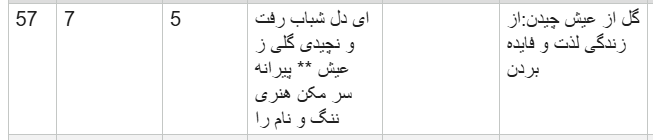 57
7
5
ای دل شباب رفت
و نچیدی گلی ز
عیش ** پیرانه
سر مکن هنری
ننگ و نام را
گل از عیش چیدن:از
زندگی لذت و فایده
بردن